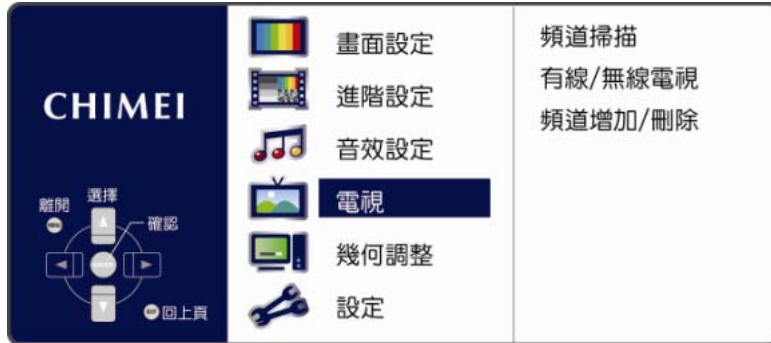 CHIMEI
選擇
離開
確認
回上頁
畫面設定
進階設定
音效設定
電視
幾何調整
設定
頻道掃描
有線/無線電視
頻道增加/刪除